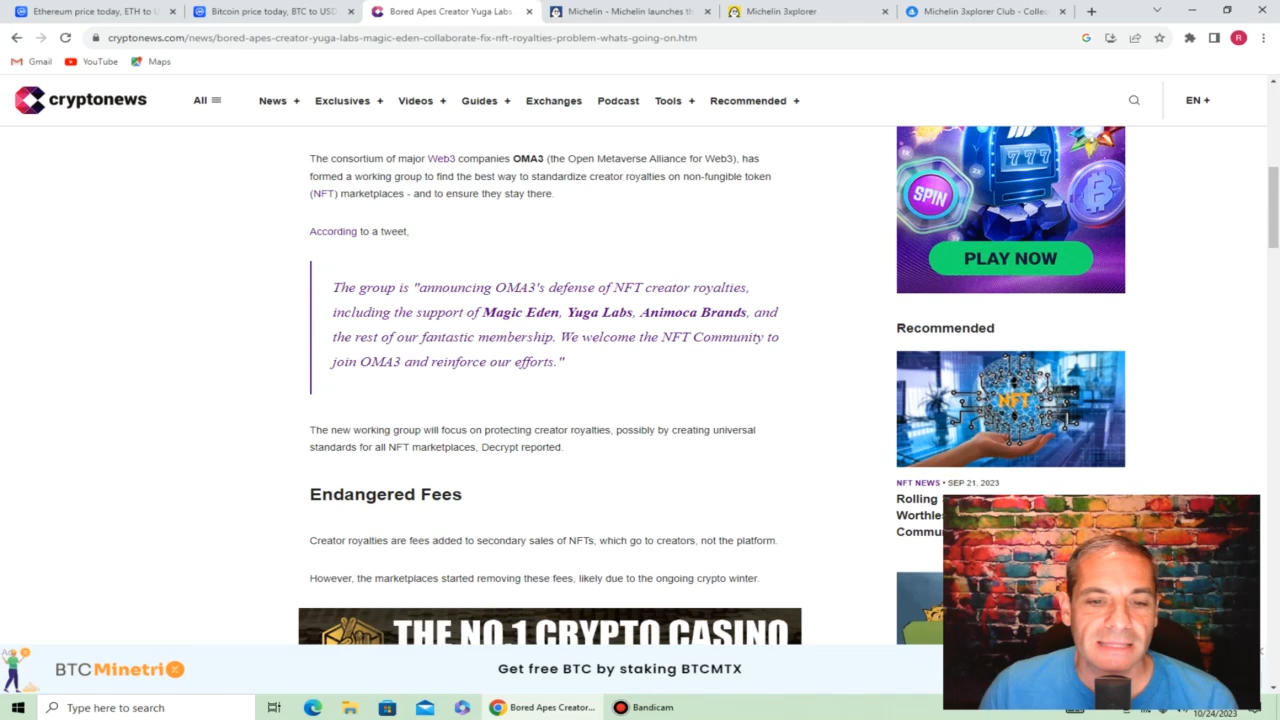 Ethereum price today, ETH to U
Bitcoin price today, BTC to USD
Bored Apes Creator Yuga Labs
Michelin - Michelin launches th
Michelin 3xplorer
Michelin 3xplorer Club - Collec
cryptonews.com/news/bored-apes-creator-yuga-labs-magic-eden-collaborate-fix-nft-royalties-problem-whats-going-on.htm
R
Gmail
YouTube
Maps
cryptonews
All
News +
Exclusives +
Videos +
Guides +
Exchanges
Podcast
Tools +
Recommended +
EN +
The consortium of major Web3 companies OMA3 (the Open Metaverse Alliance for Web3), has
formed a working group to find the best way to standardize creator royalties on non-fungible token
(NFT) marketplaces - and to ensure they stay there.
According to a tweet,
The group is "announcing OMA3's defense of NFT creator royalties,
including the support of Magic Eden, Yuga Labs, Animoca Brands, and
the rest of our fantastic membership. We welcome the NFT Community to
join OMA3 and reinforce our efforts."
The new working group will focus on protecting creator royalties, possibly by creating universal
standards for all NFT marketplaces, Decrypt reported.
Endangered Fees
Creator royalties are fees added to secondary sales of NFTs, which go to creators, not the platform.
However, the marketplaces started removing these fees, likely due to the ongoing crypto winter.
THE NO.1 CRYPTO CASINO
777
SPIN
PLAY NOW
Recommended
NFT
NFT NEWS • SEP 21, 2023
Rolling
Worthle
Commu
BTCMinetrix
Get free BTC by staking BTCMTX
Type here to search
Bored Apes Creator...
Bandicam
10/24/2023